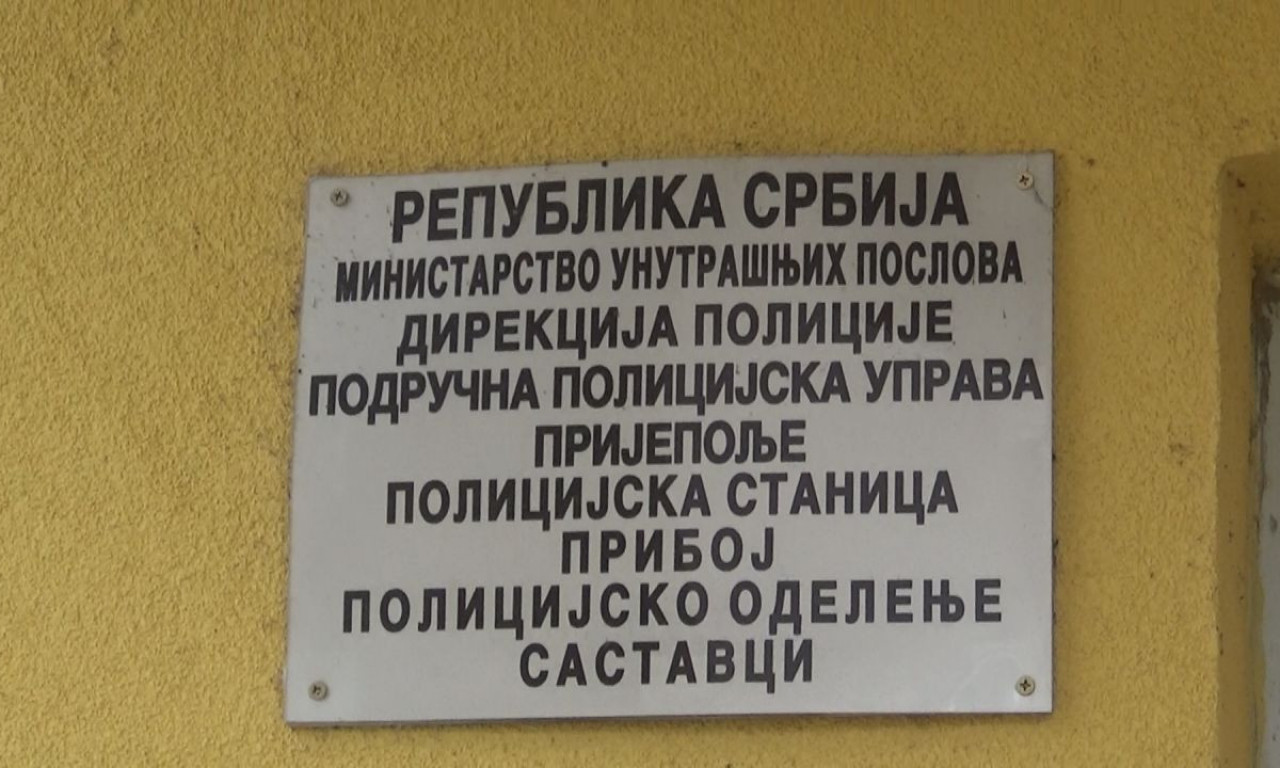 РЕПУБЛИКА СРБИЈА
МИНИСТАРСТВО УНУТРАШЊИХ ПОСЛОВА
ДИРЕКЦИЈА ПОЛИЦИЈЕ
ПОДРУЧНА ПОЛИЦИЈСКА УПРАВА
ПРИЈЕПОЉЕ
ПОЛИЦИЈСКА СТАНИЦА
ПРИБОЈ
ПОЛИЦИЈСКО ОДЕЛЕЊЕ
САСТАВЦИ